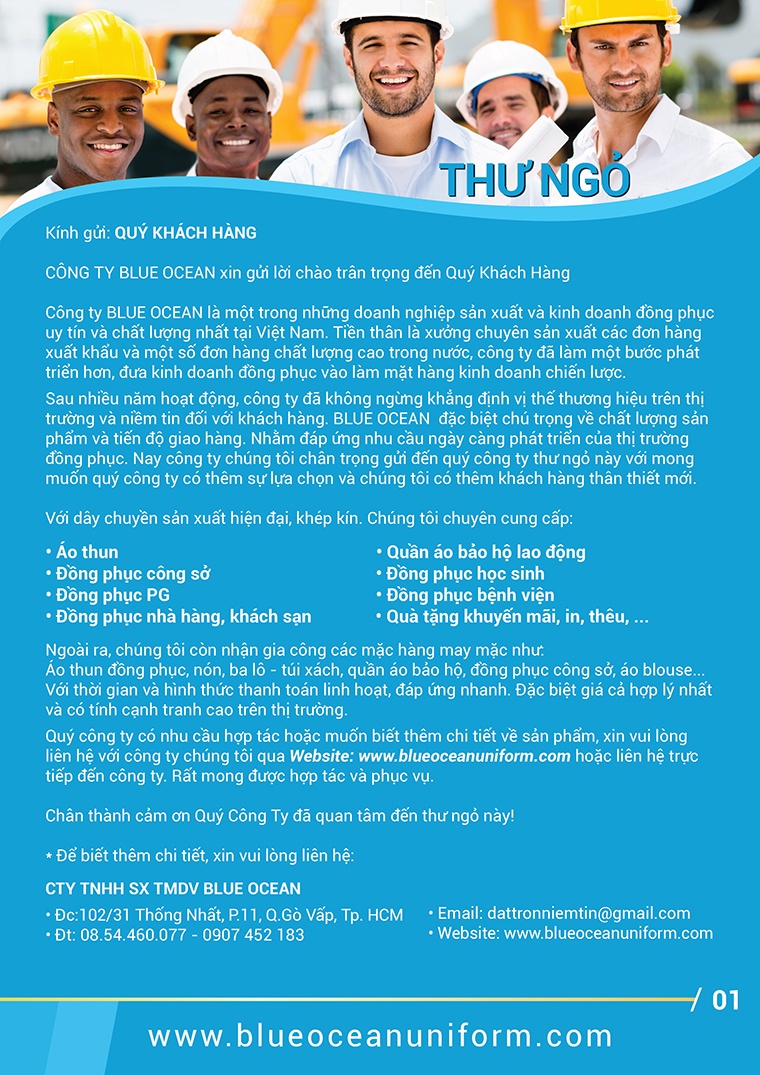 THƯ NGỎ
Kính gửi: QUÝ KHÁCH HÀNG
CÔNG TY BLUE OCEAN xin gửi lời chào trân trọng đến Quý Khách Hàng
Công ty BLUE OCEAN là một trong những doanh nghiệp sản xuất và kinh doanh đồng phục
uy tín và chất lượng nhất tại Việt Nam. Tiền thân là xưởng chuyên sản xuất các đơn hàng
xuất khẩu và một số đơn hàng chất lượng cao trong nước, công ty đã làm một bước phát
triển hơn, đưa kinh doanh đồng phục vào làm mặt hàng kinh doanh chiến lược.
Sau nhiều năm hoạt động, công ty đã không ngừng khẳng định vị thế thương hiệu trên thị
trường và niềm tin đối với khách hàng. BLUE OCEAN đặc biệt chú trọng về chất lượng sản
phẩm và tiến độ giao hàng. Nhằm đáp ứng nhu cầu ngày càng phát triển của thị trường
đồng phục. Nay công ty chúng tôi chân trọng gửi đến quý công ty thư ngỏ này với mong
muốn quý công ty có thêm sự lựa chọn và chúng tôi có thêm khách hàng thân thiết mới.
Với dây chuyền sản xuất hiện đại, khép kín. Chúng tôi chuyên cung cấp:
• Áo thun
• Đồng phục công sở
• Đồng phục PG
• Đồng phục nhà hàng, khách sạn
• Quần áo bảo hộ lao động
• Đồng phục học sinh
• Đồng phục bệnh viện
• Quà tặng khuyến mãi, in, thêu, ...
Ngoài ra, chúng tôi còn nhận gia công các mặc hàng may mặc như:
Áo thun đồng phục, nón, ba lô - túi xách, quần áo bảo hộ, đồng phục công sở, áo blouse...
Với thời gian và hình thức thanh toán linh hoạt, đáp ứng nhanh. Đặc biệt giá cả hợp lý nhất
và có tính cạnh tranh cao trên thị trường.
Quý công ty có nhu cầu hợp tác hoặc muốn biết thêm chi tiết về sản phẩm, xin vui lòng
liên hệ với công ty chúng tôi qua Website: www.blueoceanuniform.com hoặc liên hệ trực
tiếp đến công ty. Rất mong được hợp tác và phục vụ.
Chân thành cảm ơn Quý Công Ty đã quan tâm đến thư ngỏ này!
* Để biết thêm chi tiết, xin vui lòng liên hệ:
CTY TNHH SX TMDV BLUE OCEAN
• Đc:102/31 Thống Nhất, P.11, Q.Gò Vấp, Tp. HCM
• Đt: 08.54.460.077 - 0907 452 183
• Email: dattronniemtin@gmail.com
• Website: www.blueoceanuniform.com
/ 01
www.blueoceanuniform.com